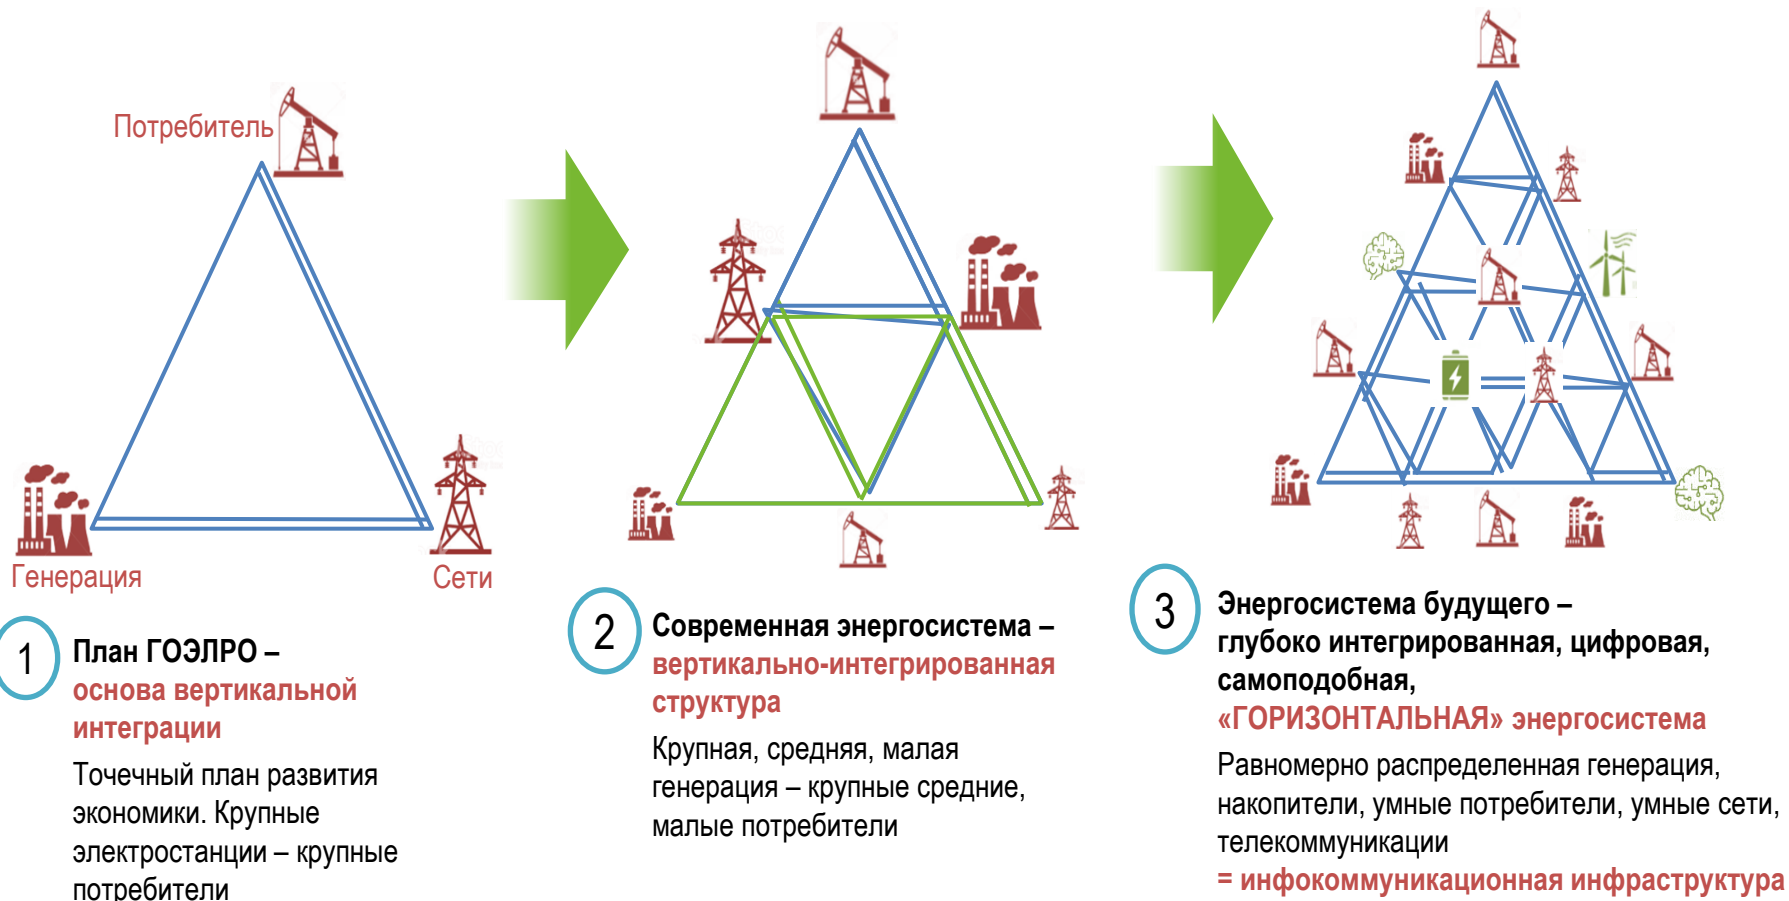 Потребитель
Генерация
Сети
1
План ГОЭЛРО –
основа вертикальной
интеграции
Точечный план развития
экономики. Крупные
электростанции – крупные
потребители
2
Современная энергосистема –
вертикально-интегрированная
структура
Крупная, средняя, малая
генерация – крупные средние,
малые потребители
3
Энергосистема будущего –
глубоко интегрированная, цифровая,
самоподобная,
«ГОРИЗОНТАЛЬНАЯ» энергосистема
Равномерно распределенная генерация,
накопители, умные потребители, умные сети,
телекоммуникации
= инфокоммуникационная инфраструктура